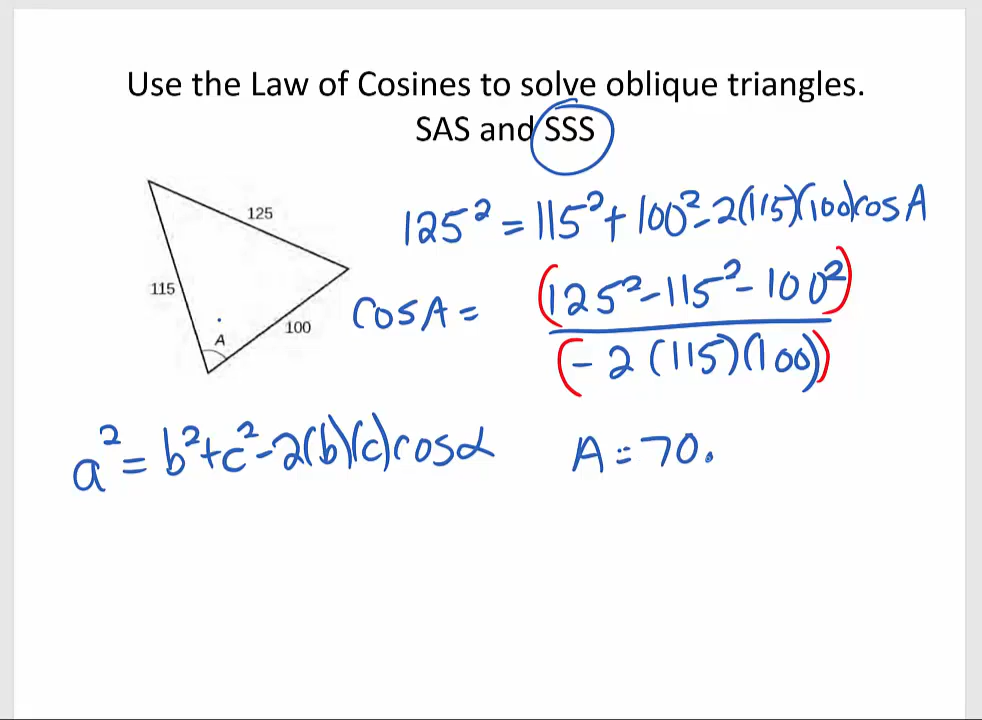 Use the Law of Cosines to solve oblique triangles.
SAS and SSS
125
115
100
A
125² = 115² + 100² - 2(115)(100)cos A
cos A =
(125² - 115² - 100²)
(-2(115)(100))
a² = b² + c² - 2(b)(c)cos α
A = 70.